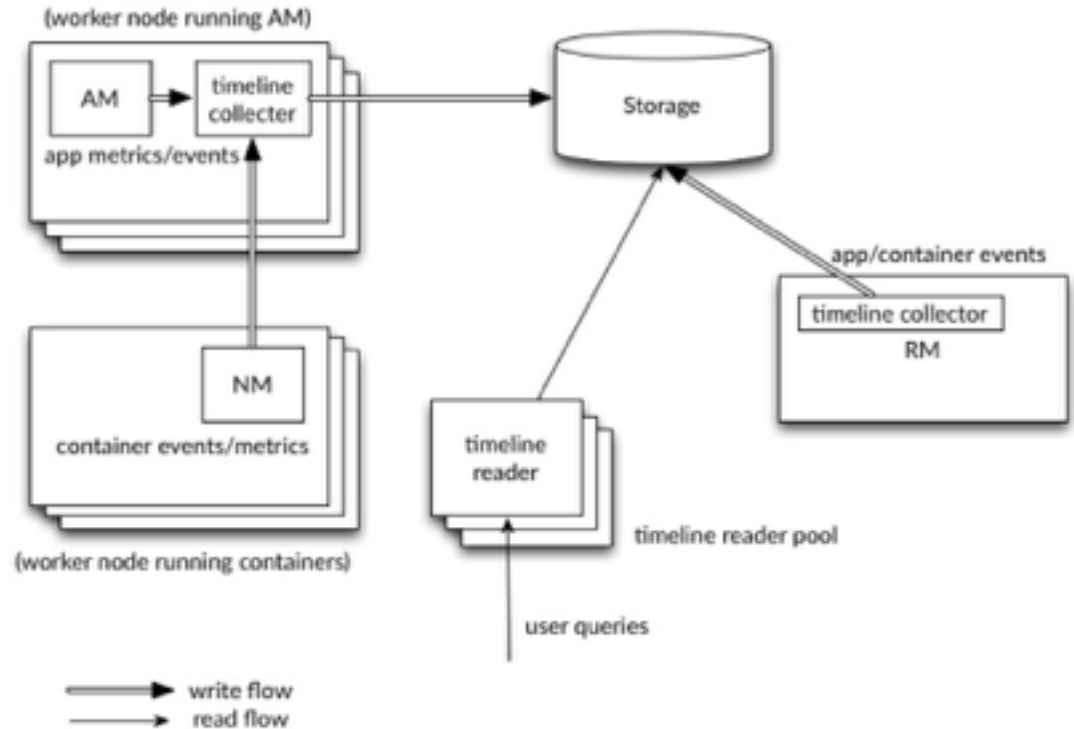 (worker node running AM)
AM
timeline
collecter
app metrics/events
Storage
app/container events
timeline collector
RM
NM
container events/metrics
(worker node running containers)
timeline
reader
timeline reader pool
user queries
write flow
read flow